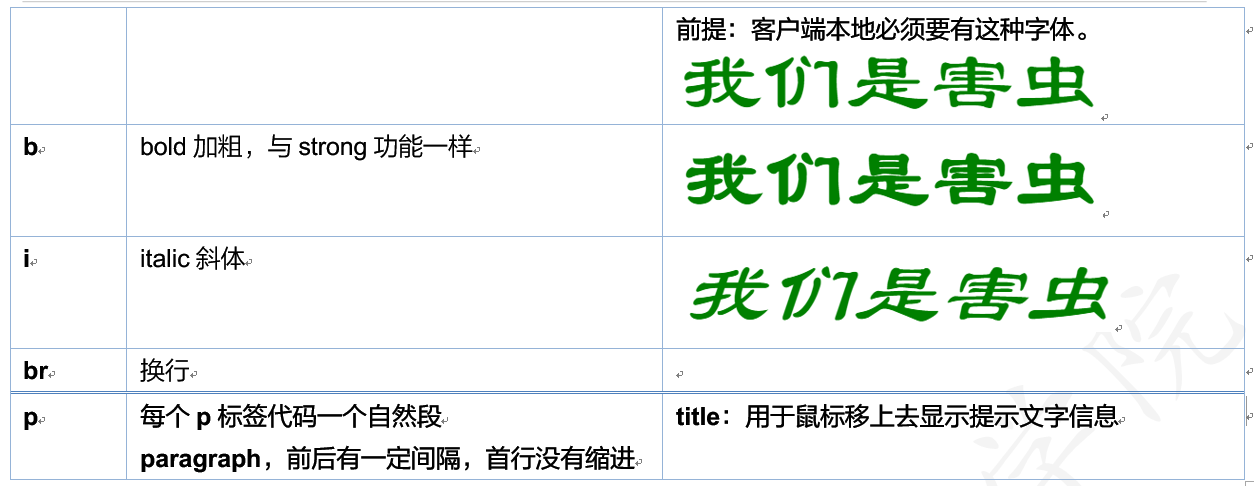 前提：客户端本地必须要有这种字体。
我们是害虫
b
bold 加粗，与 strong 功能一样
我们是害虫
i
italic 斜体
我们是害虫
br
换行
p
每个 p 标签代码一个自然段
paragraph，前后有一定间隔，首行没有缩进
title：用于鼠标移上去显示提示文字信息
学院